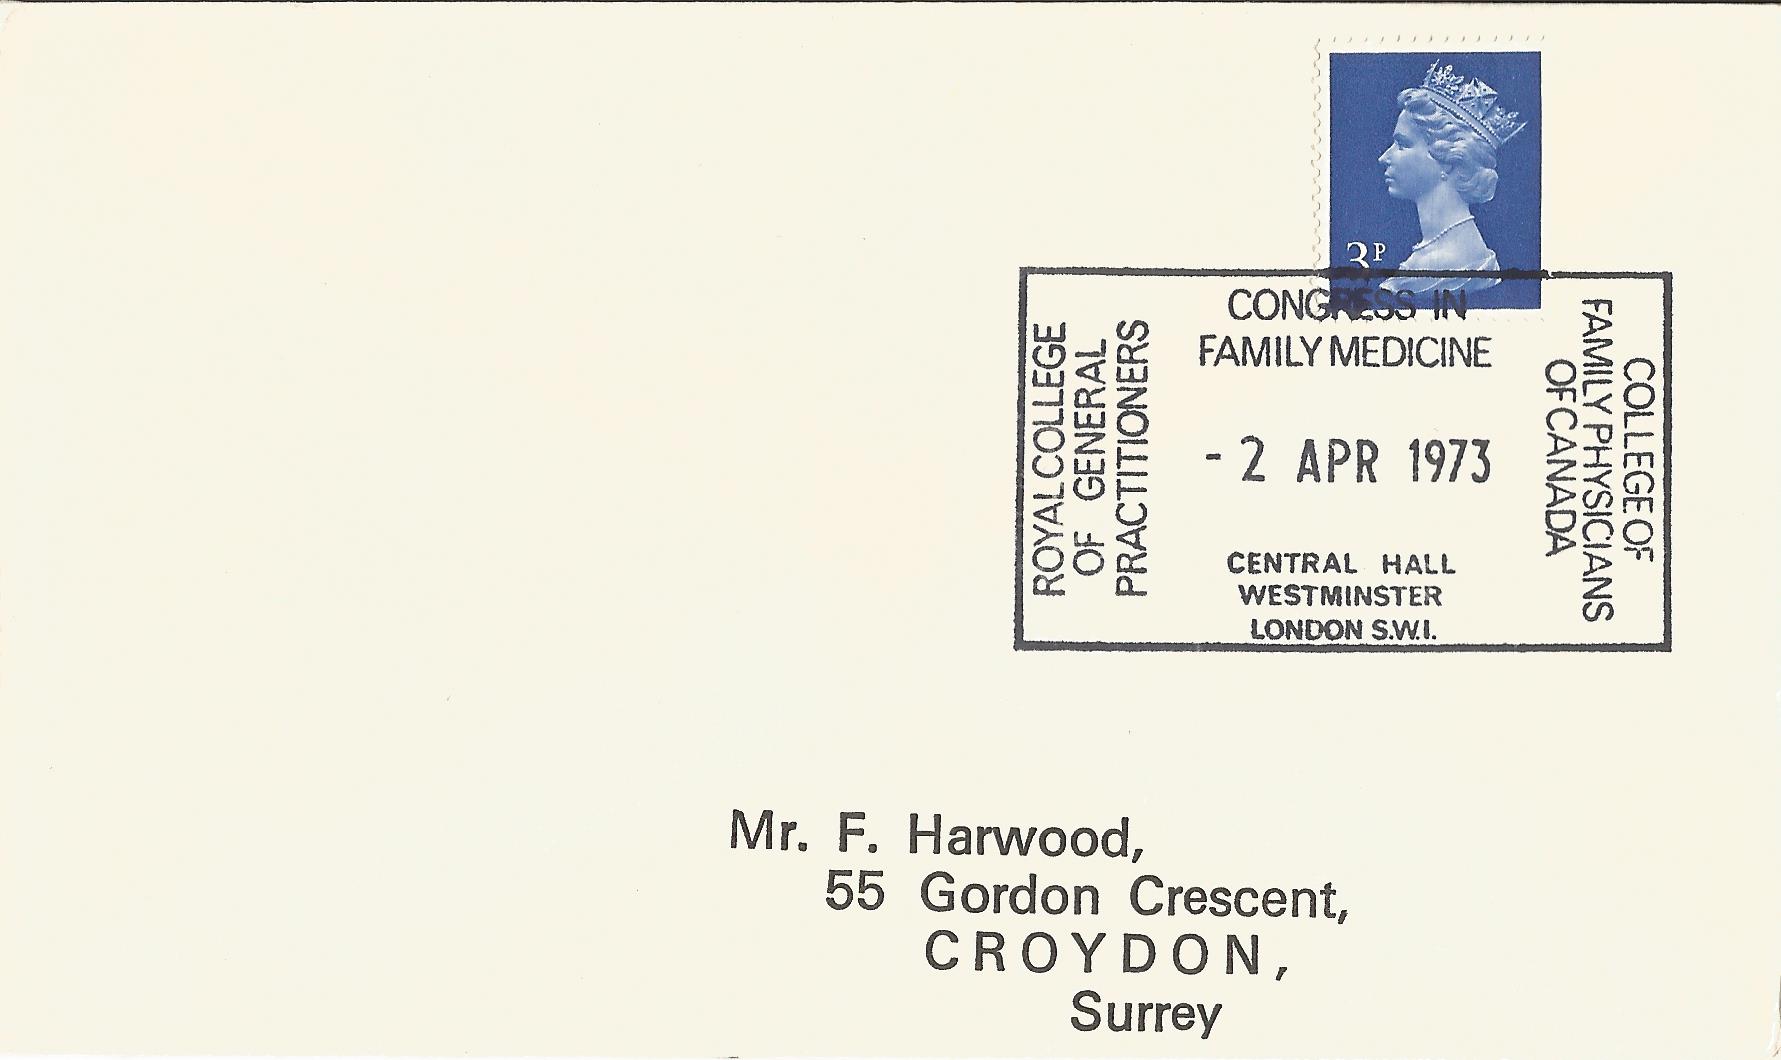 3P
CONGRESS IN
FAMILY MEDICINE
ROYAL COLLEGE
OF GENERAL
PRACTITIONERS
- 2 APR 1973
COLLEGE OF
FAMILY PHYSICIANS
OF CANADA
CENTRAL HALL
WESTMINSTER
LONDON S.W.I.
Mr. F. Harwood,
55 Gordon Crescent,
CROYDON,
Surrey